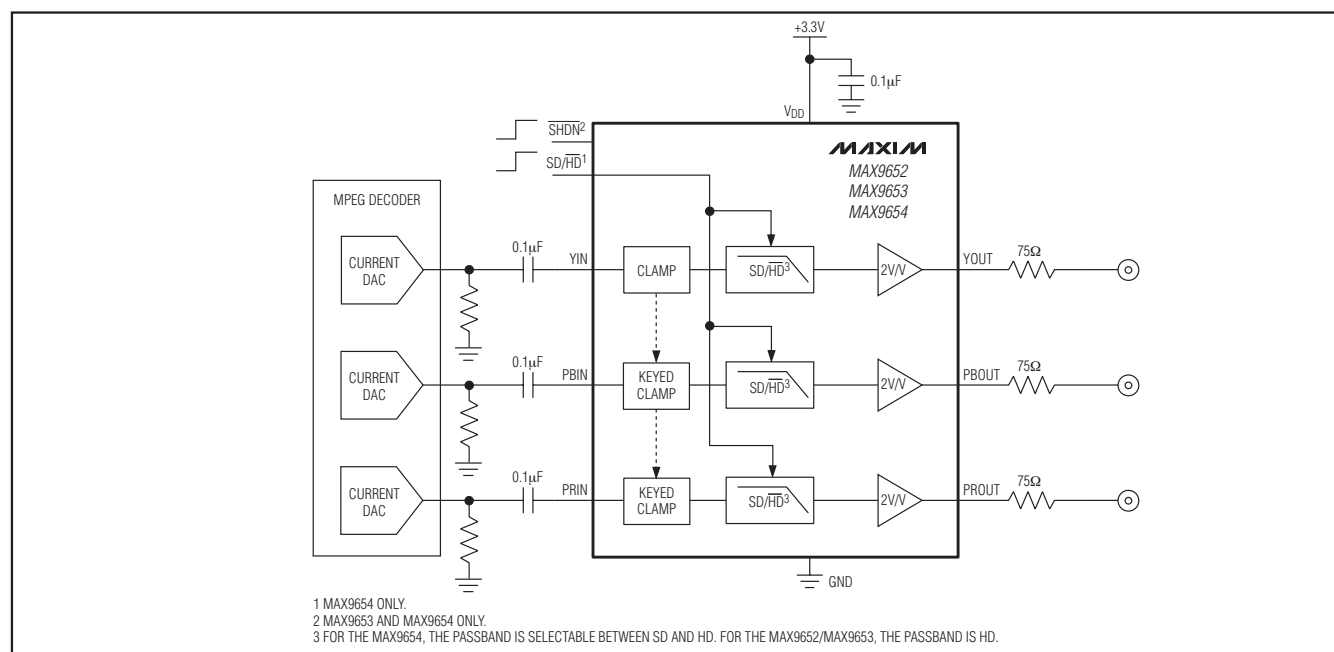 +3.3V
0.1μF
VDD
SHDN2
SD/HD1
MAXIM
MAX9652
MAX9653
MAX9654
MPEG DECODER
CURRENT
DAC
0.1μF
YIN
CLAMP
SD/HD3
2V/V
YOUT
75Ω
CURRENT
DAC
0.1μF
PBIN
KEYED
CLAMP
SD/HD3
2V/V
PBOUT
75Ω
CURRENT
DAC
0.1μF
PRIN
KEYED
CLAMP
SD/HD3
2V/V
PROUT
75Ω
GND
1 MAX9654 ONLY.
2 MAX9653 AND MAX9654 ONLY.
3 FOR THE MAX9654, THE PASSBAND IS SELECTABLE BETWEEN SD AND HD. FOR THE MAX9652/MAX9653, THE PASSBAND IS HD.